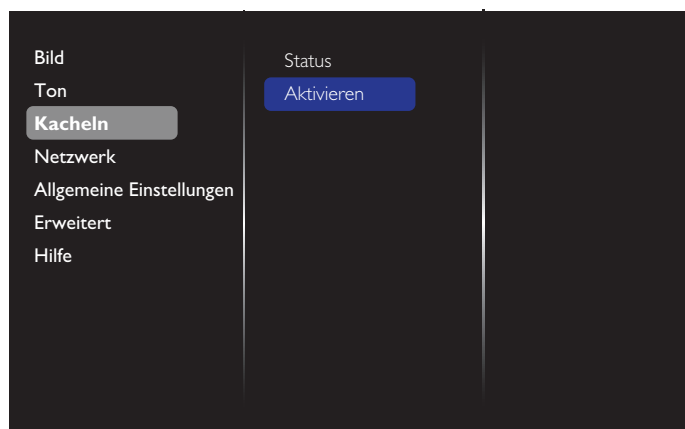 Bild
Ton
Kacheln
Netzwerk
Allgemeine Einstellungen
Erweitert
Hilfe
Status
Aktivieren